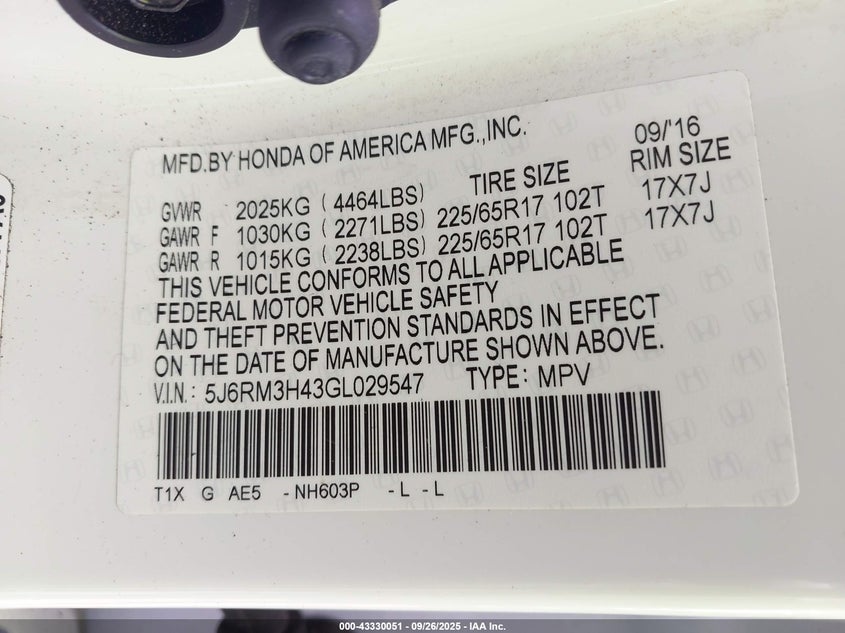 MFD.BY HONDA OF AMERICA MFG.,INC. 09/'16
TIRE SIZE RIM SIZE
GVWR 2025KG ( 4464LBS)
GAWR F 1030KG ( 2271LBS) 225/65R17 102T 17X7J
GAWR R 1015KG ( 2238LBS) 225/65R17 102T 17X7J
THIS VEHICLE CONFORMS TO ALL APPLICABLE
FEDERAL MOTOR VEHICLE SAFETY
AND THEFT PREVENTION STANDARDS IN EFFECT
ON THE DATE OF MANUFACTURE SHOWN ABOVE.
V.I.N.: 5J6RM3H43GL029547 TYPE: MPV
T1X G AE5 -NH603P -L -L
000-43330051 - 09/26/2025 - IAA Inc.